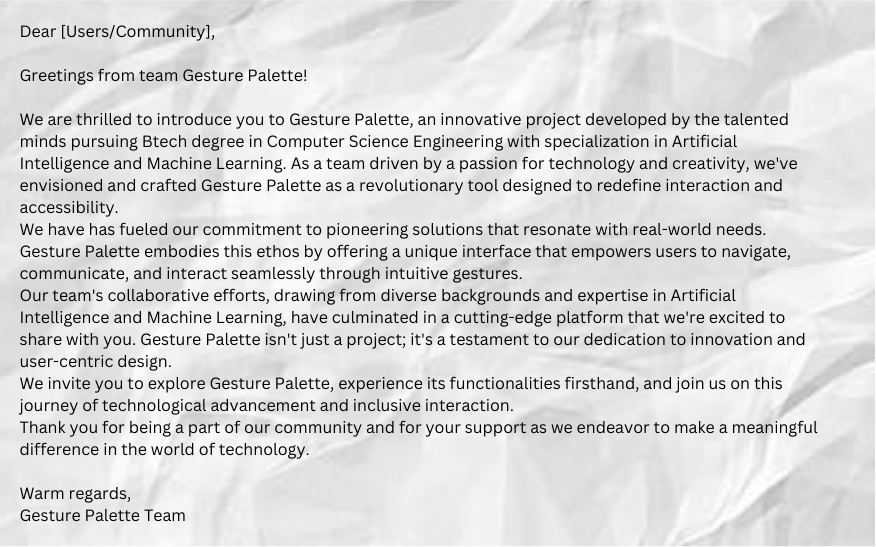 Dear [Users/Community],
Greetings from team Gesture Palette!
We are thrilled to introduce you to Gesture Palette, an innovative project developed by the talented
minds pursuing Btech degree in Computer Science Engineering with specialization in Artificial
Intelligence and Machine Learning. As a team driven by a passion for technology and creativity, we've
envisioned and crafted Gesture Palette as a revolutionary tool designed to redefine interaction and
accessibility.
We have has fueled our commitment to pioneering solutions that resonate with real-world needs.
Gesture Palette embodies this ethos by offering a unique interface that empowers users to navigate,
communicate, and interact seamlessly through intuitive gestures.
Our team's collaborative efforts, drawing from diverse backgrounds and expertise in Artificial
Intelligence and Machine Learning, have culminated in a cutting-edge platform that we're excited to
share with you. Gesture Palette isn't just a project; it's a testament to our dedication to innovation and
user-centric design.
We invite you to explore Gesture Palette, experience its functionalities firsthand, and join us on this
journey of technological advancement and inclusive interaction.
Thank you for being a part of our community and for your support as we endeavor to make a meaningful
difference in the world of technology.
Warm regards,
Gesture Palette Team